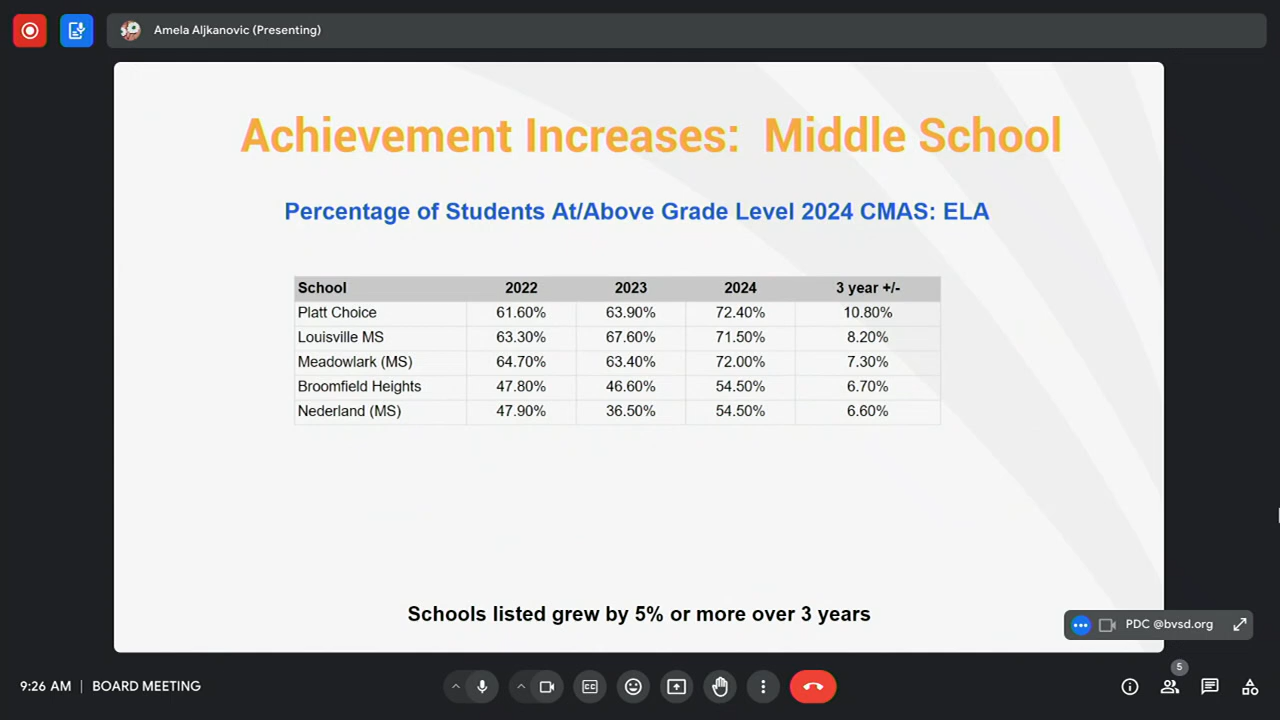 Amela Aljkanovic (Presenting)
Achievement Increases: Middle School
Percentage of Students At/Above Grade Level 2024 CMAS: ELA
School 2022 2023 2024 3 year +/-
Platt Choice 61.60% 63.90% 72.40% 10.80%
Louisville MS 63.30% 67.60% 71.50% 8.20%
Meadowlark (MS) 64.70% 63.40% 72.00% 7.30%
Broomfield Heights 47.80% 46.60% 54.50% 6.70%
Nederland (MS) 47.90% 36.50% 54.50% 6.60%
Schools listed grew by 5% or more over 3 years
PDC @bvsd.org
9:26 AM | BOARD MEETING
CC
5